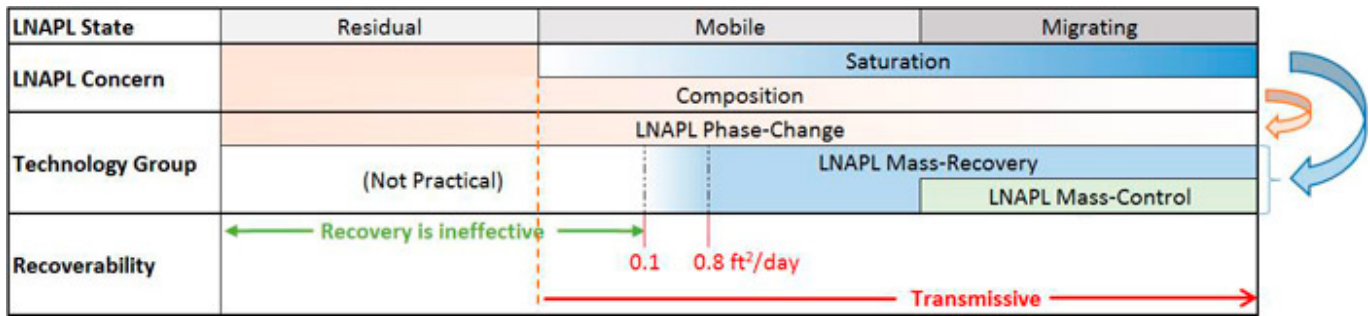 LNAPL State Residual Mobile Migrating
LNAPL Concern Saturation
Composition
Technology Group LNAPL Phase-Change
(Not Practical) LNAPL Mass-Recovery
LNAPL Mass-Control
Recoverability Recovery is ineffective
0.1 0.8 ft²/day
Transmissive